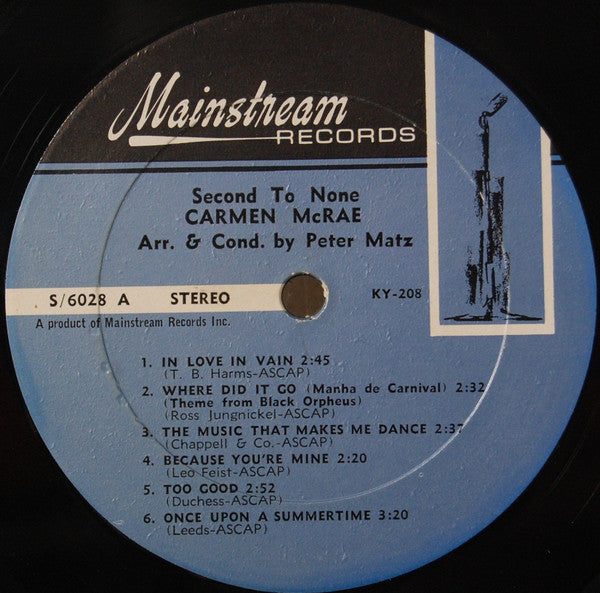 Mainstream
RECORDS
Second To None
CARMEN McRAE
Arr. & Cond. by Peter Matz
S/6028 A STEREO KY-208
A product of Mainstream Records Inc.
1. IN LOVE IN VAIN 2:45
(T. B. Harms-ASCAP)
2. WHERE DID IT GO (Manha de Carnival) 2:32
(Theme from Black Orpheus)
(Ross Jungnickel-ASCAP)
3. THE MUSIC THAT MAKES ME DANCE 2:37
(Chappell & Co.-ASCAP)
4. BECAUSE YOU'RE MINE 2:20
(Leo Feist-ASCAP)
5. TOO GOOD 2:52
(Duchess-ASCAP)
6. ONCE UPON A SUMMERTIME 3:20
(Leeds-ASCAP)